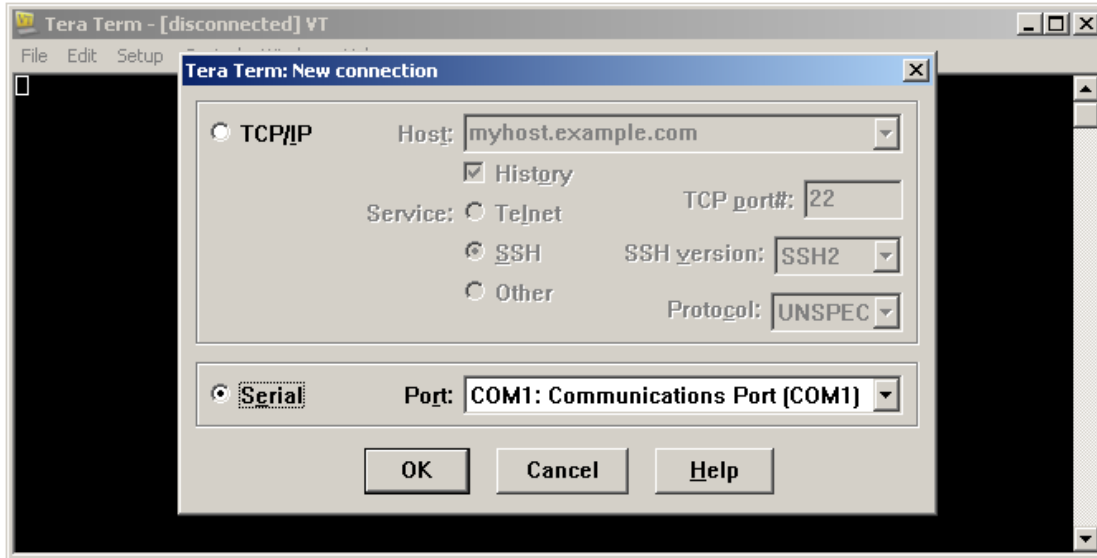 Tera Term - [disconnected] VT
File Edit Setup
Tera Term: New connection
TCP/IP Host: myhost.example.com
History
TCP port#: 22
Service: Telnet
SSH SSH version: SSH2
Other
Protocol: UNSPEC
Serial Port: COM1: Communications Port (COM1)
OK Cancel Help